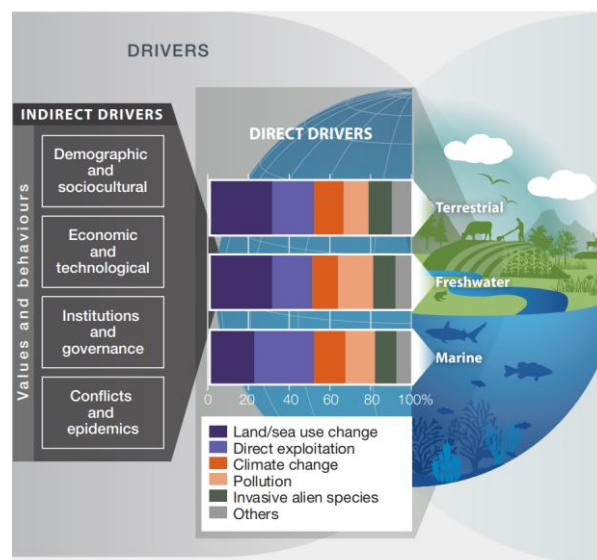 DRIVERS
INDIRECT DRIVERS
Values and behaviours
Demographic
and
sociocultural
Economic
and
technological
Institutions
and
governance
Conflicts
and
epidemics
DIRECT DRIVERS
Terrestrial
Freshwater
Marine
0 20 40 60 80 100%
Land/sea use change
Direct exploitation
Climate change
Pollution
Invasive alien species
Others